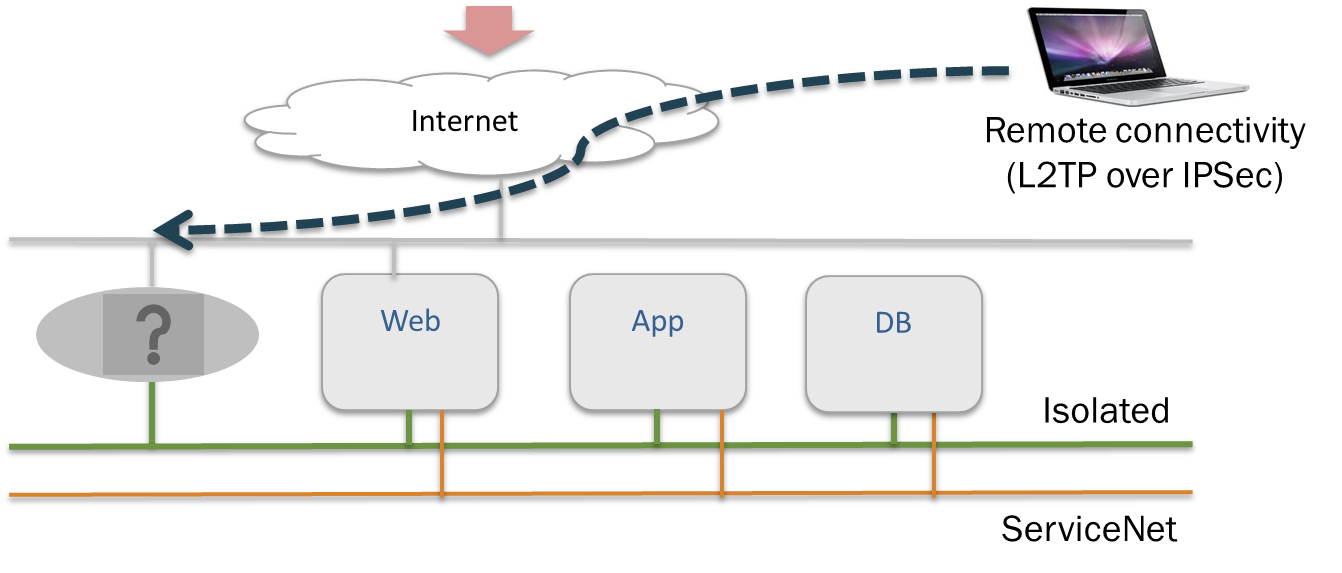 Internet
Remote connectivity
(L2TP over IPSec)
?
Web
App
DB
Isolated
ServiceNet